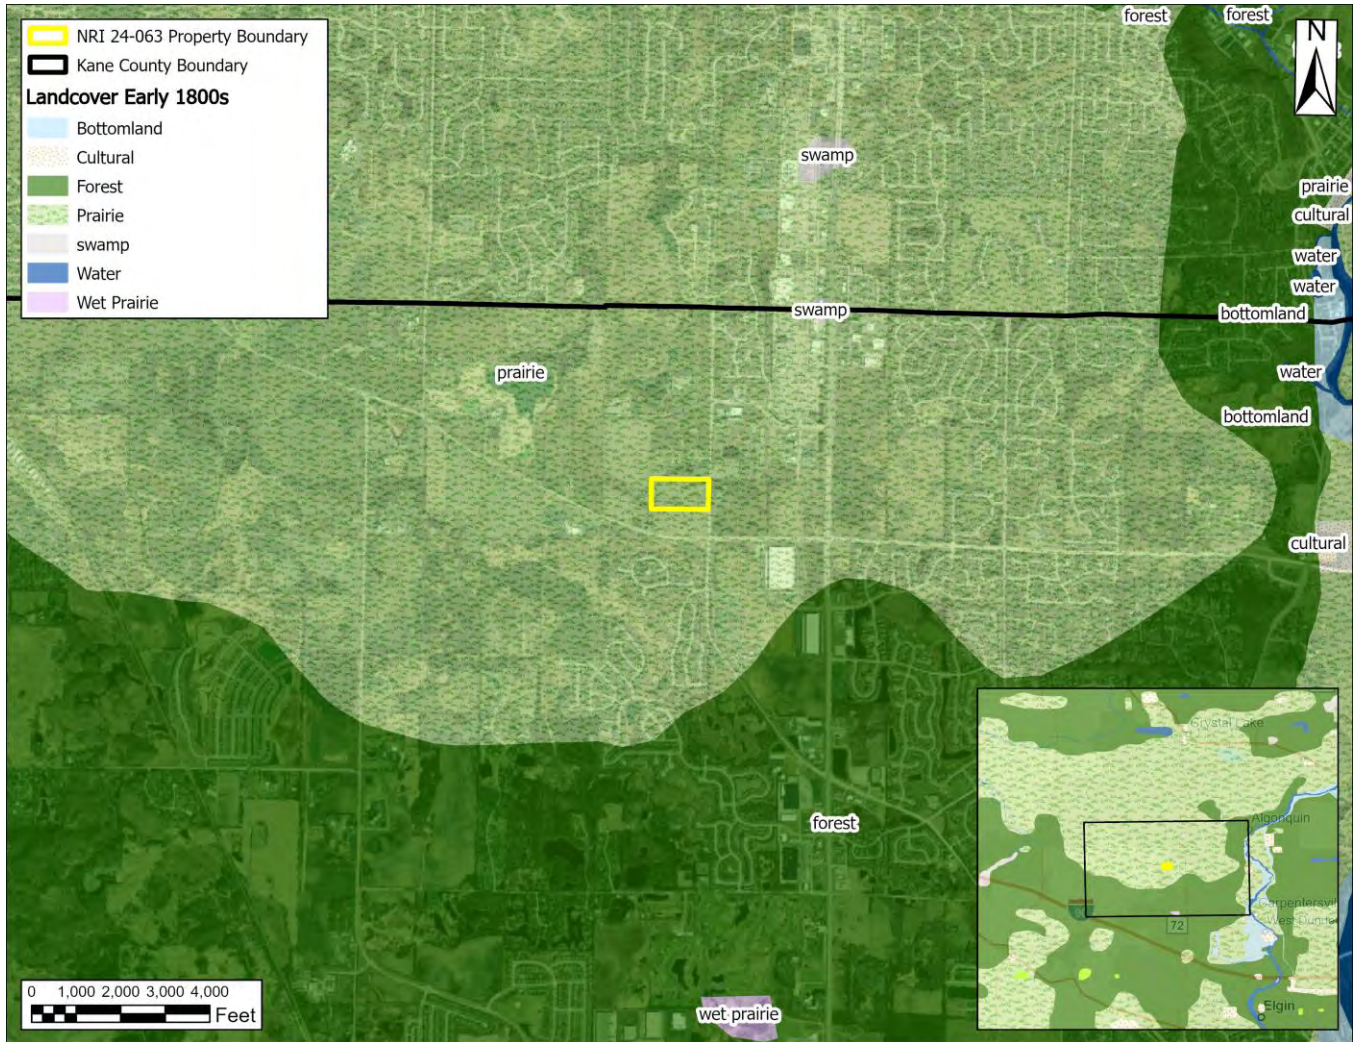 NRI 24-063 Property Boundary
Kane County Boundary
Landcover Early 1800s
Bottomland
Cultural
Forest
Prairie
swamp
Water
Wet Prairie
forest
forest
N
swamp
prairie
cultural
water
water
swamp
bottomland
prairie
water
bottomland
cultural
forest
wet prairie
0 1,000 2,000 3,000 4,000
Feet
Crystal Lake
Algonquin
72
Elgin